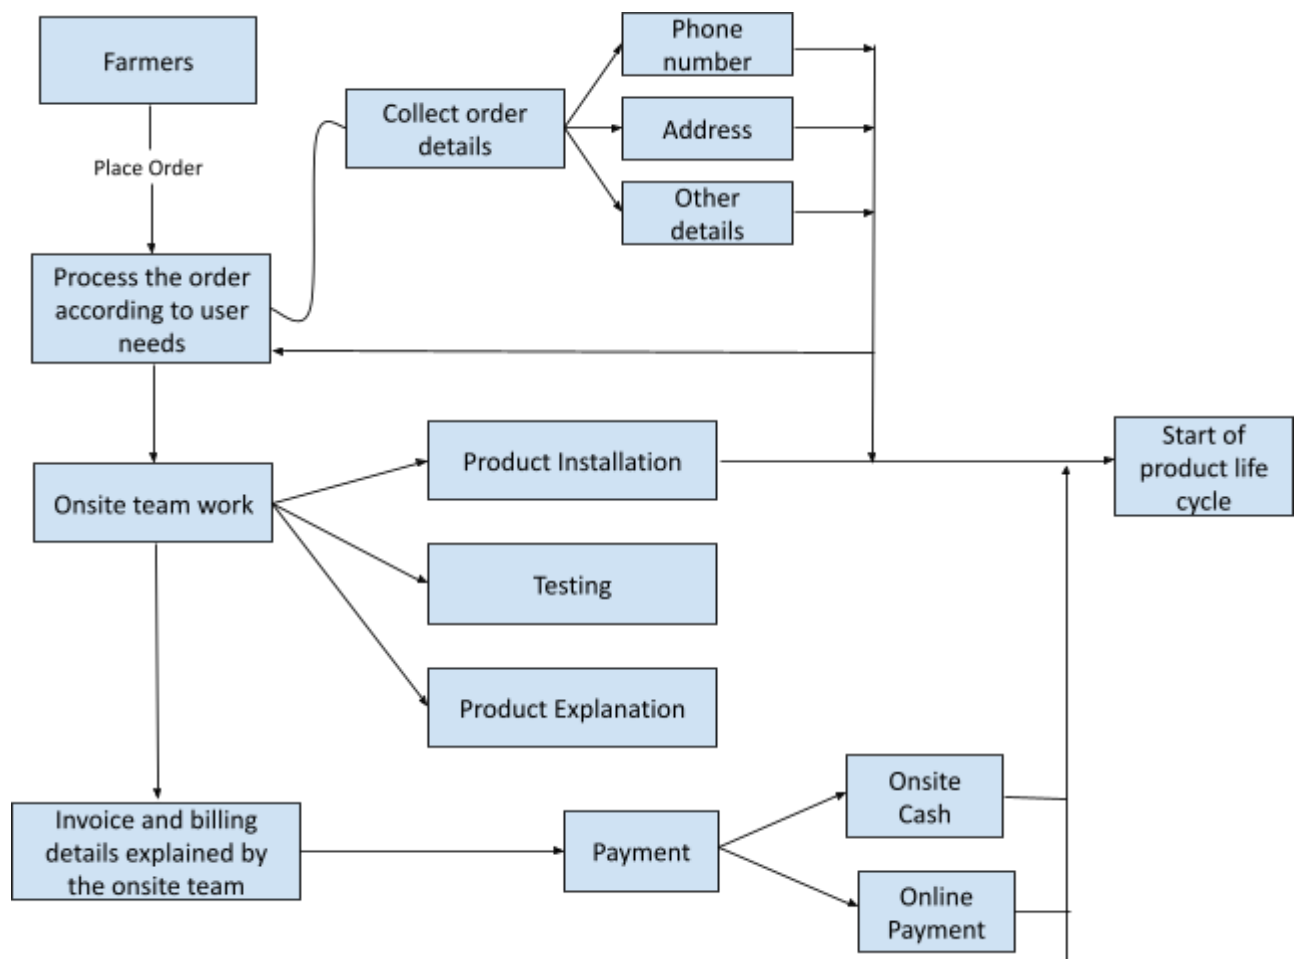 Farmers
Place Order
Process the order
according to user
needs
Collect order
details
Phone
number
Address
Other
details
Onsite team work
Product Installation
Testing
Product Explanation
Start of
product life
cycle
Invoice and billing
details explained by
the onsite team
Payment
Onsite
Cash
Online
Payment